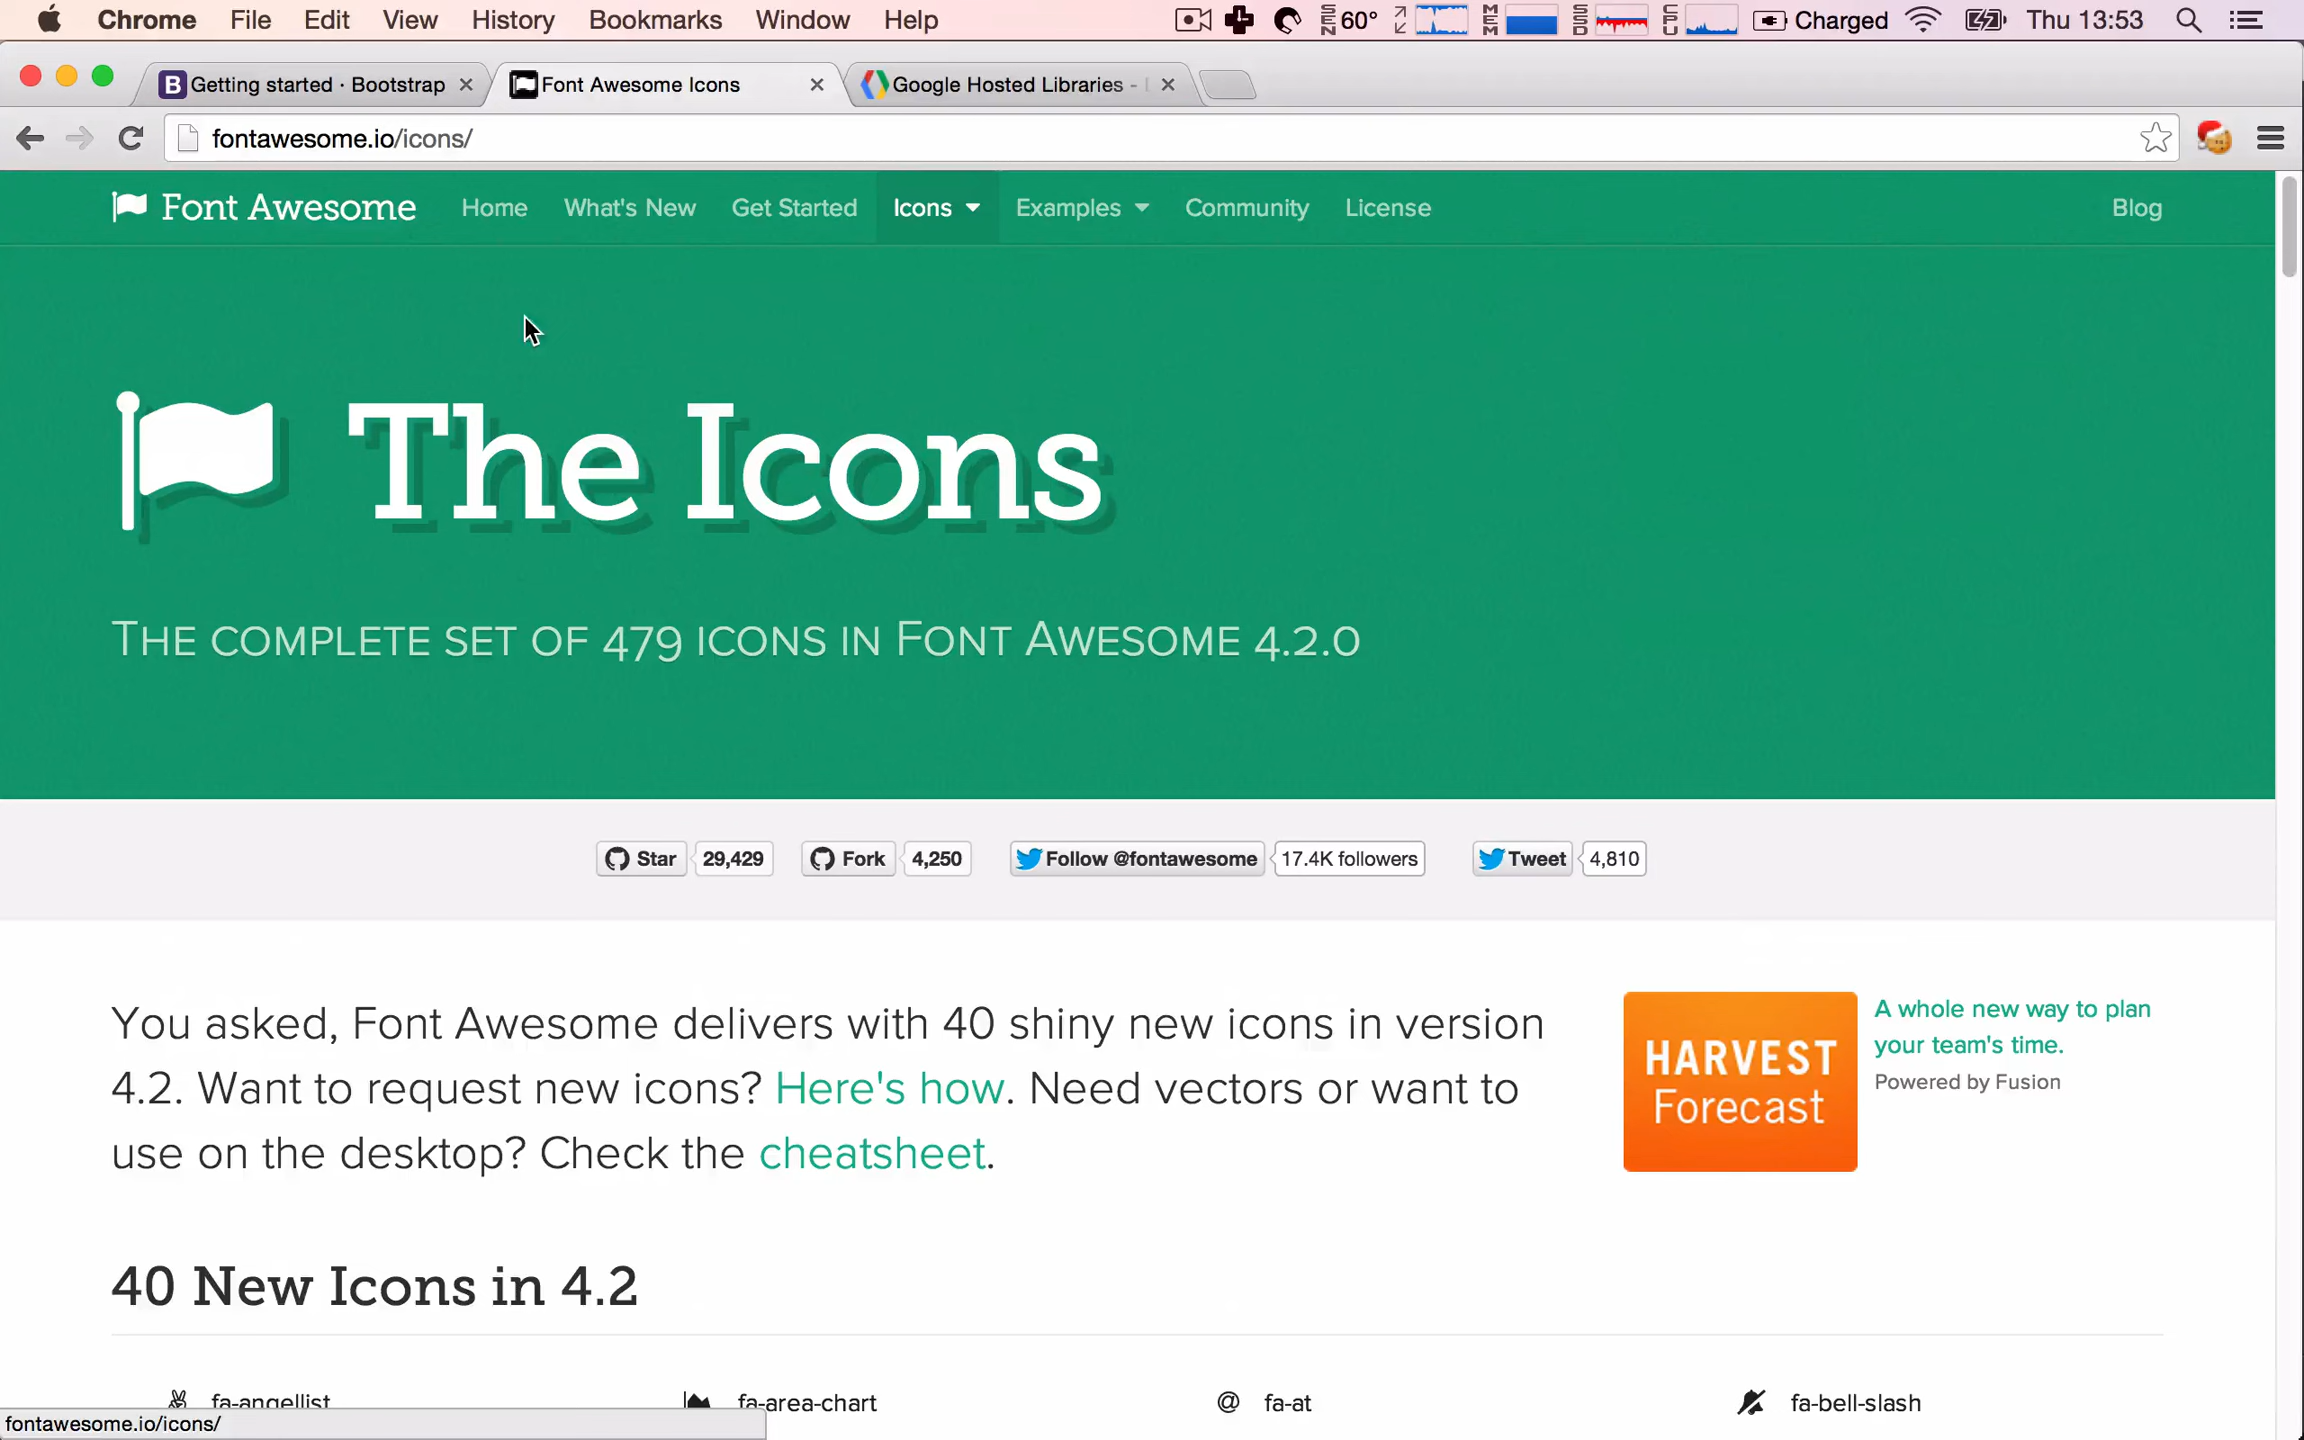 Chrome File Edit View History Bookmarks Window Help SEN 60° MEM SSD CPU Charged Thu 13:53
Getting started · Bootstrap Font Awesome Icons Google Hosted Libraries -
fontawesome.io/icons/
Font Awesome Home What's New Get Started Icons Examples Community License Blog
The Icons
The complete set of 479 icons in Font Awesome 4.2.0
Star 29,429 Fork 4,250 Follow @fontawesome 17.4K followers Tweet 4,810
You asked, Font Awesome delivers with 40 shiny new icons in version
4.2. Want to request new icons? Here's how. Need vectors or want to
use on the desktop? Check the cheatsheet.
HARVEST
Forecast
A whole new way to plan
your team's time.
Powered by Fusion
40 New Icons in 4.2
fa-angellist fa-area-chart @ fa-at fa-bell-slash
fontawesome.io/icons/